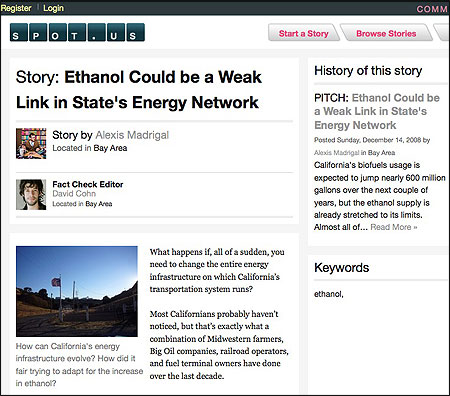 Register Login
COMM
SPOT.US
Start a Story
Browse Stories
Story: Ethanol Could be a Weak
Link in State's Energy Network
Story by Alexis Madrigal
Located in Bay Area
Fact Check Editor
David Cohn
Located in Bay Area
What happens if, all of a sudden, you
need to change the entire energy
infrastructure on which California's
transportation system runs?
Most Californians probably haven't
noticed, but that's exactly what a
combination of Midwestern farmers,
Big Oil companies, railroad operators,
and fuel terminal owners have done
over the last decade.
How can California's energy
infrastructure evolve? How did it
fair trying to adapt for the increase
in ethanol?
History of this story
PITCH: Ethanol Could be a
Weak Link in State's Energy
Network
Posted Sunday, December 14, 2008 by
Alexis Madrigal in Bay Area
California's biofuels usage is
expected to jump nearly 600 million
gallons over the next couple of
years, but the ethanol supply is
already stretched to its limits.
Almost all of... Read More »
Keywords
ethanol,